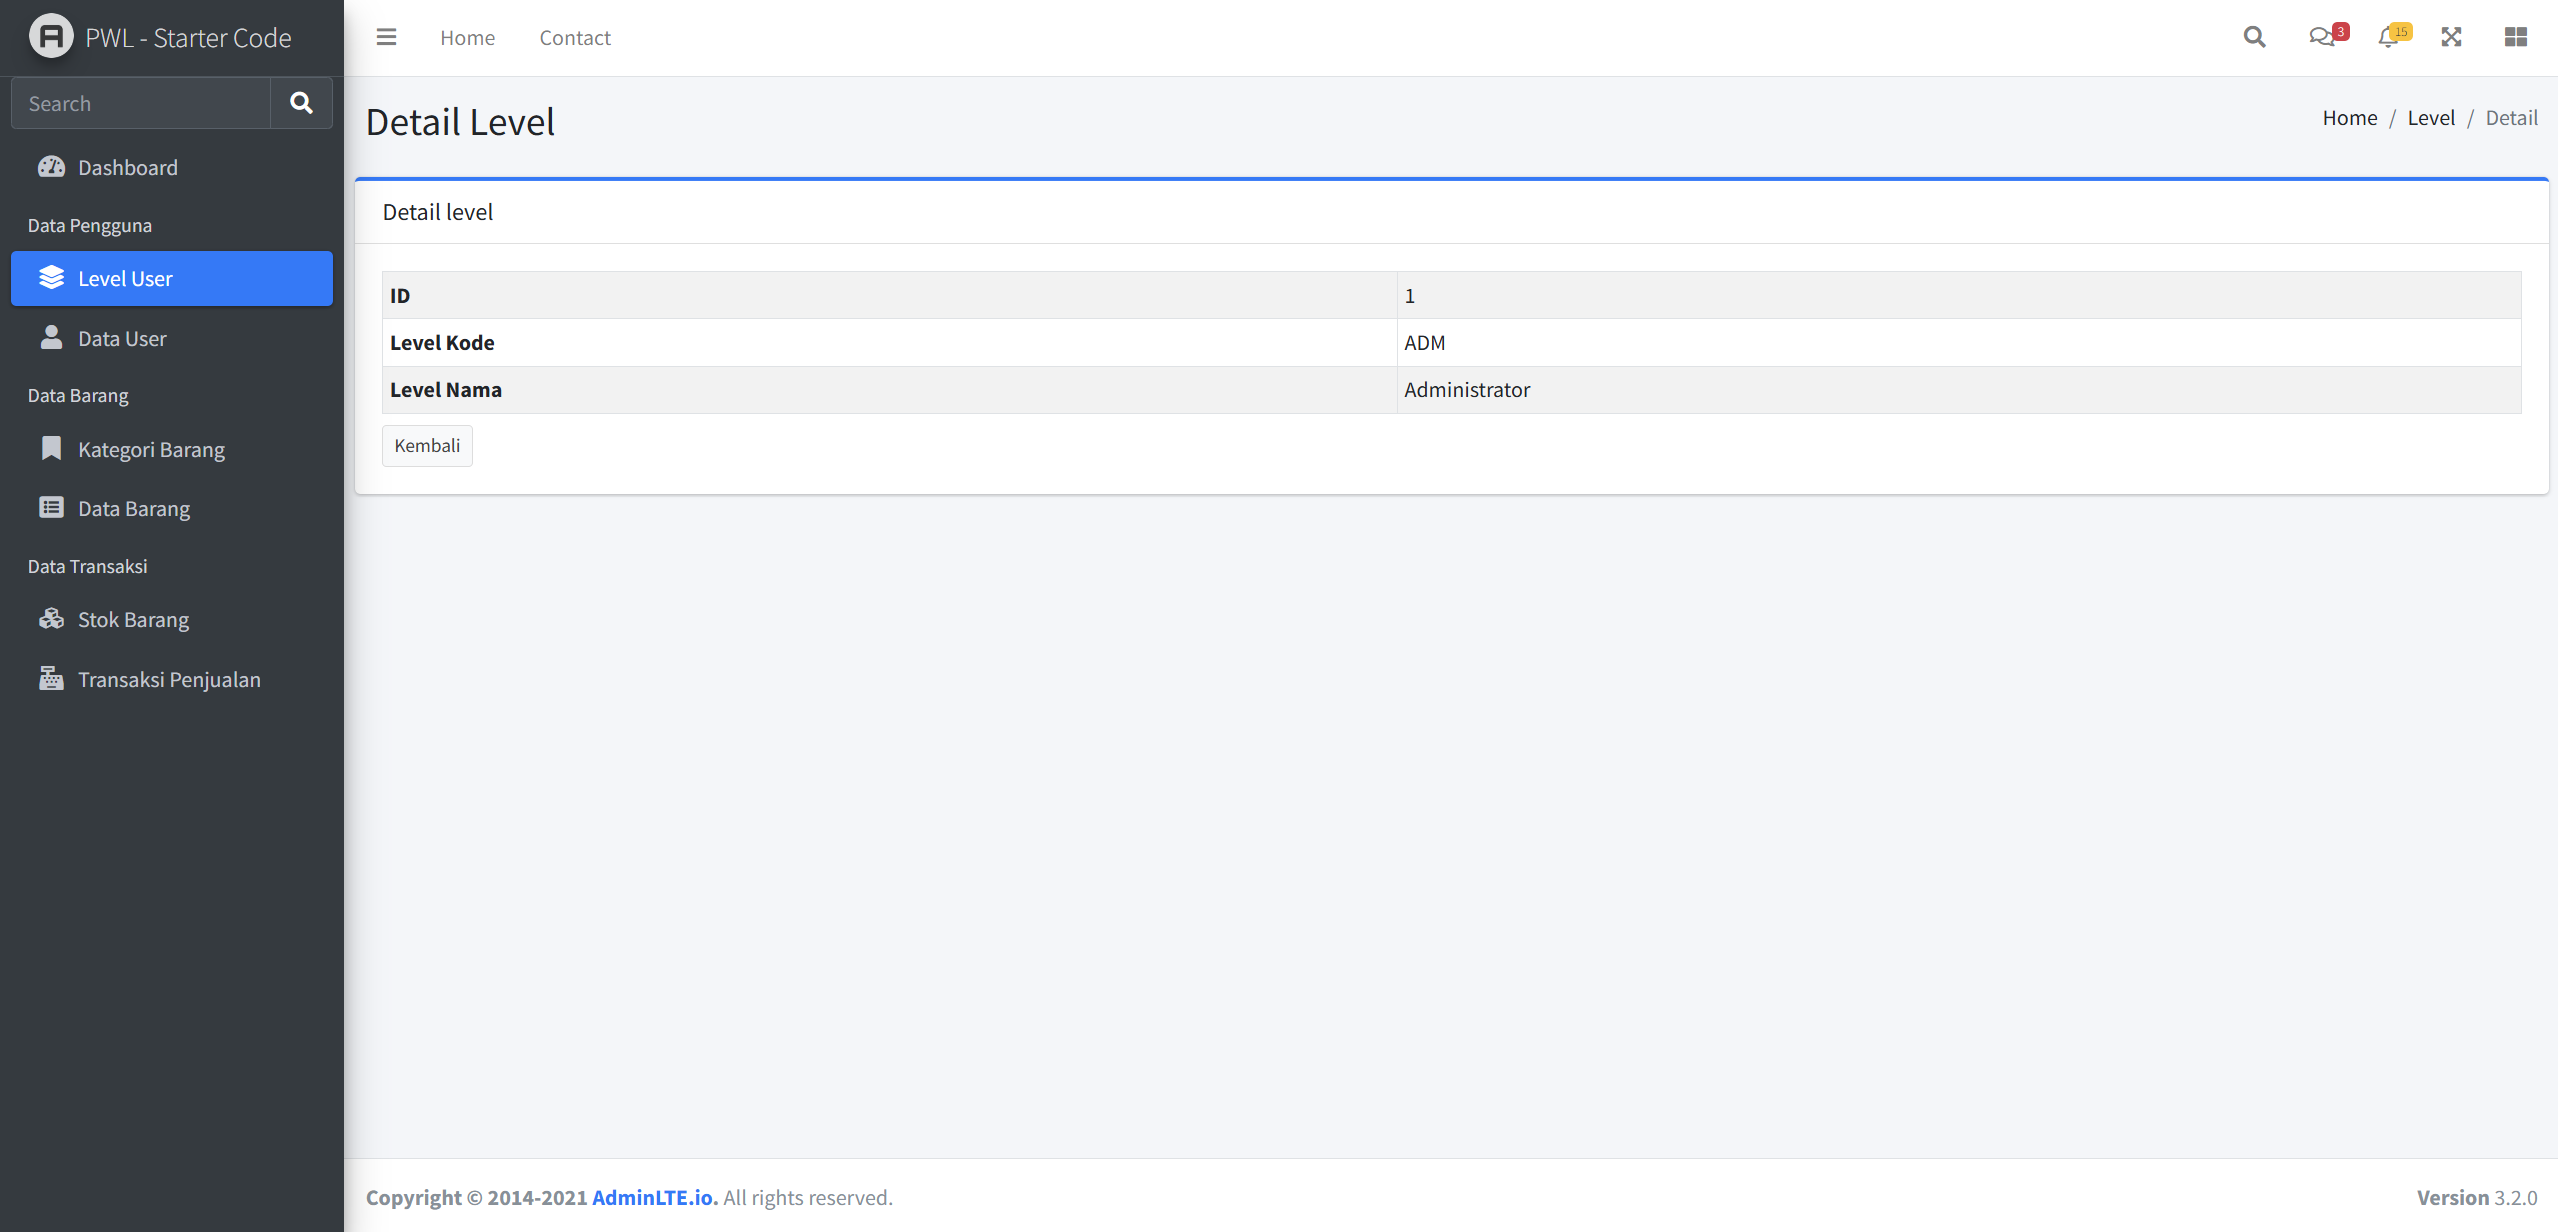 PWL - Starter Code
Home
Contact
3
15
Search
Dashboard
Data Pengguna
Level User
Data User
Data Barang
Kategori Barang
Data Barang
Data Transaksi
Stok Barang
Transaksi Penjualan
Detail Level
Home / Level / Detail
Detail level
ID 1
Level Kode ADM
Level Nama Administrator
Kembali
Copyright © 2014-2021 AdminLTE.io. All rights reserved.
Version 3.2.0